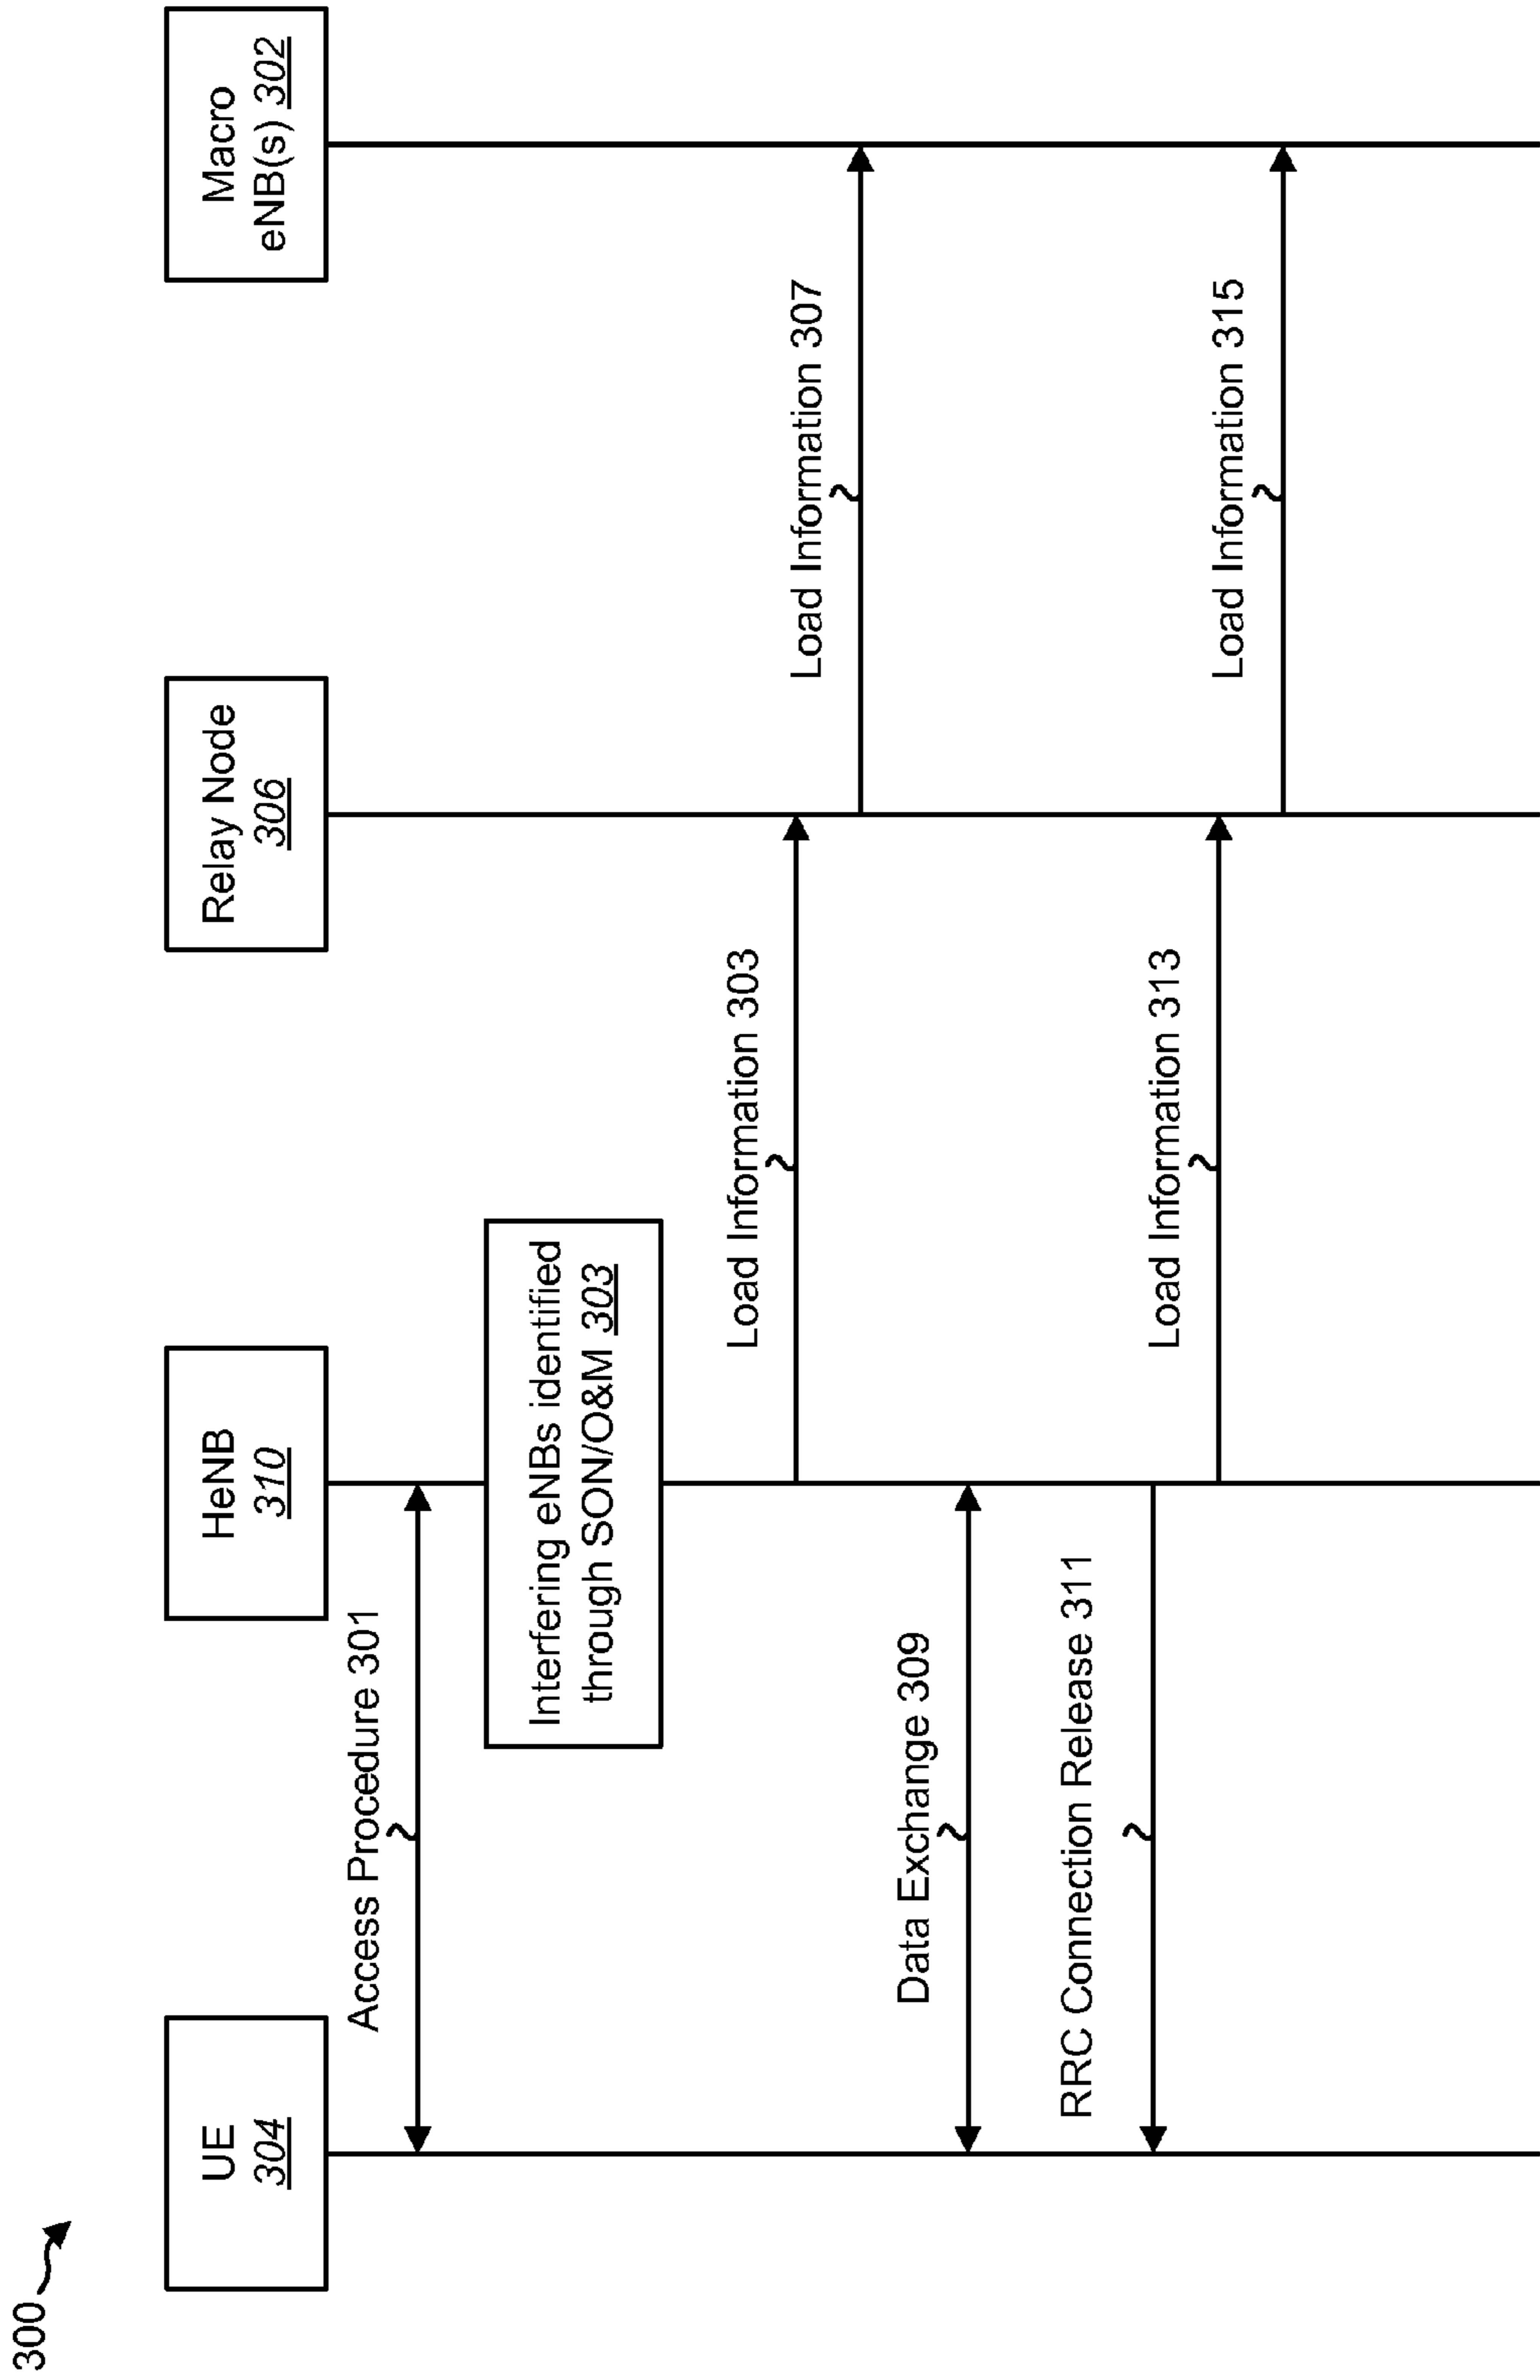 300
UE
304
HeNB
310
Relay Node
306
Macro
eNB(s) 302
Access Procedure 301
Interfering eNBs identified
through SON/O&M 303
Load Information 303
Load Information 307
Data Exchange 309
RRC Connection Release 311
Load Information 313
Load Information 315